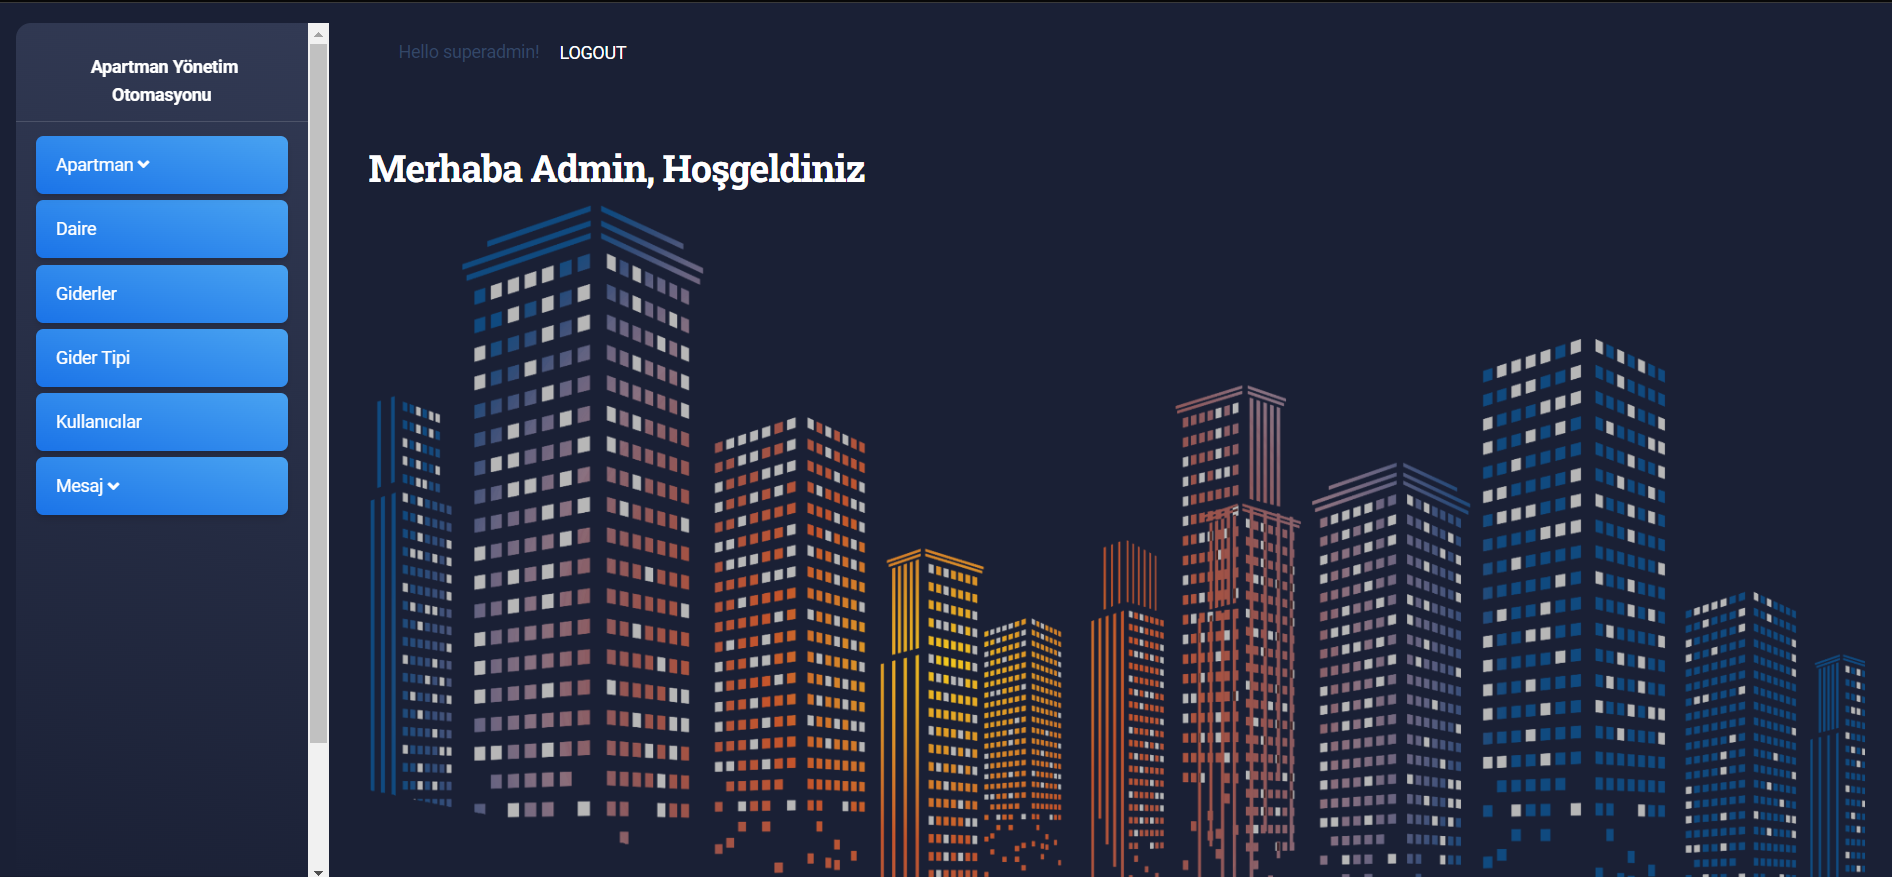 Apartman Yönetim
Otomasyonu
Apartman
Daire
Giderler
Gider Tipi
Kullanıcılar
Mesaj
Hello superadmin! LOGOUT
Merhaba Admin, Hoşgeldiniz